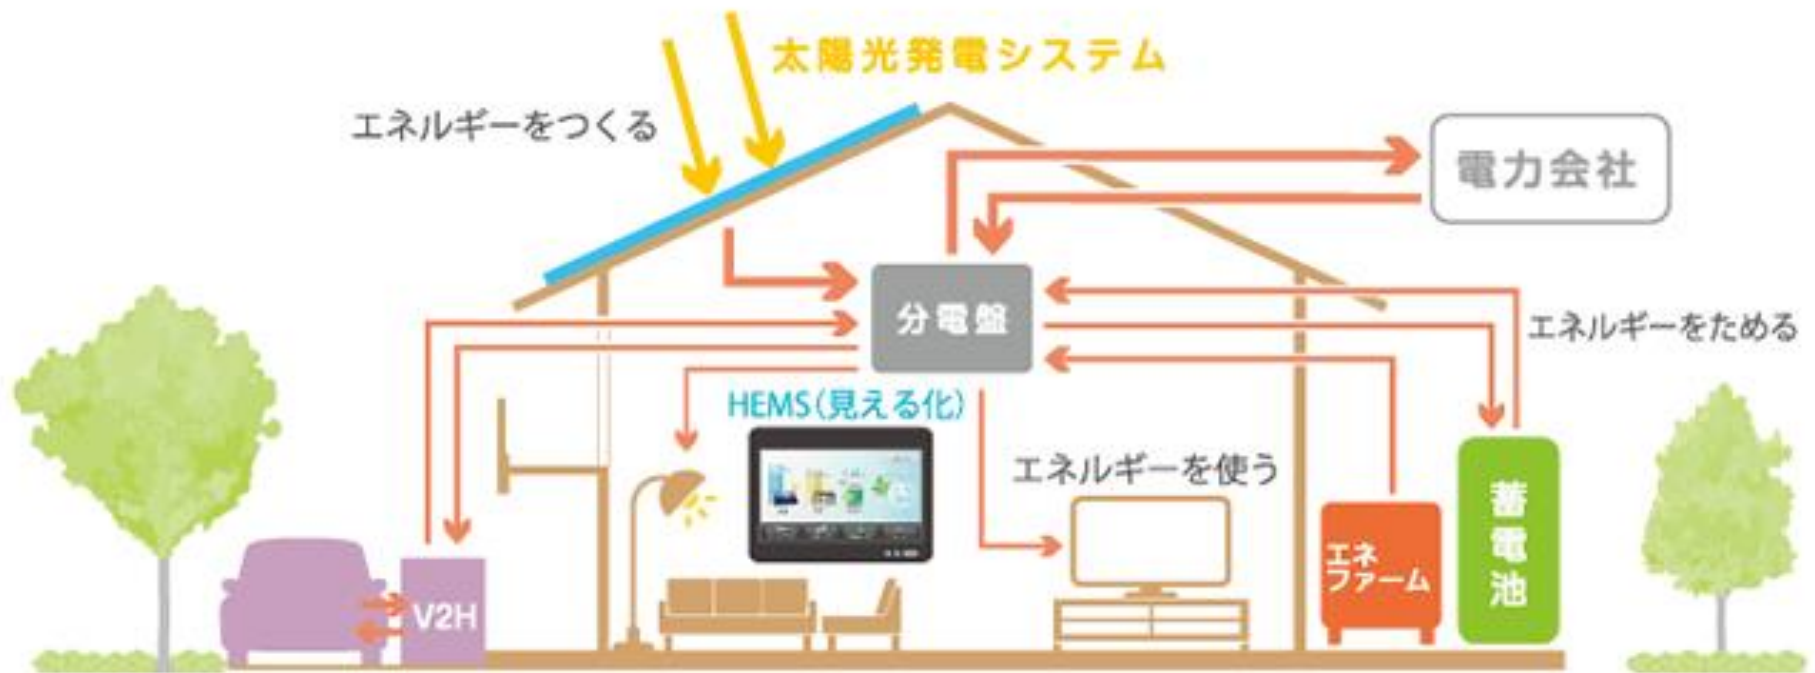 太陽光発電システム
エネルギーをつくる
電力会社
分電盤
エネルギーをためる
HEMS(見える化)
エネルギーを使う
蓄電池
エネ
ファーム
V2H